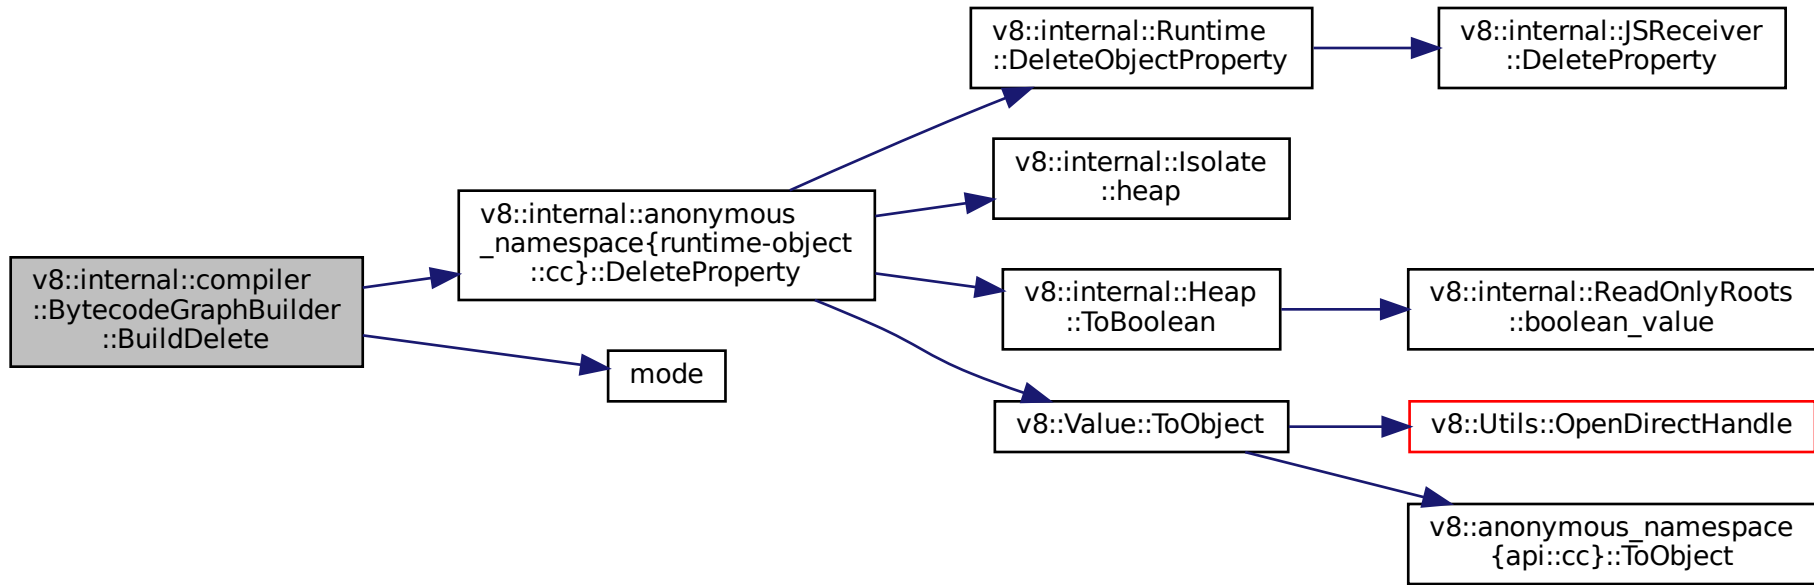 v8::internal::compiler
::BytecodeGraphBuilder
::BuildDelete
v8::internal::anonymous
_namespace{runtime-object
::cc}::DeleteProperty
mode
v8::internal::Runtime
::DeleteObjectProperty
v8::internal::Isolate
::heap
v8::internal::Heap
::ToBoolean
v8::Value::ToObject
v8::internal::JSReceiver
::DeleteProperty
v8::internal::ReadOnlyRoots
::boolean_value
v8::Utils::OpenDirectHandle
v8::anonymous_namespace
{api::cc}::ToObject